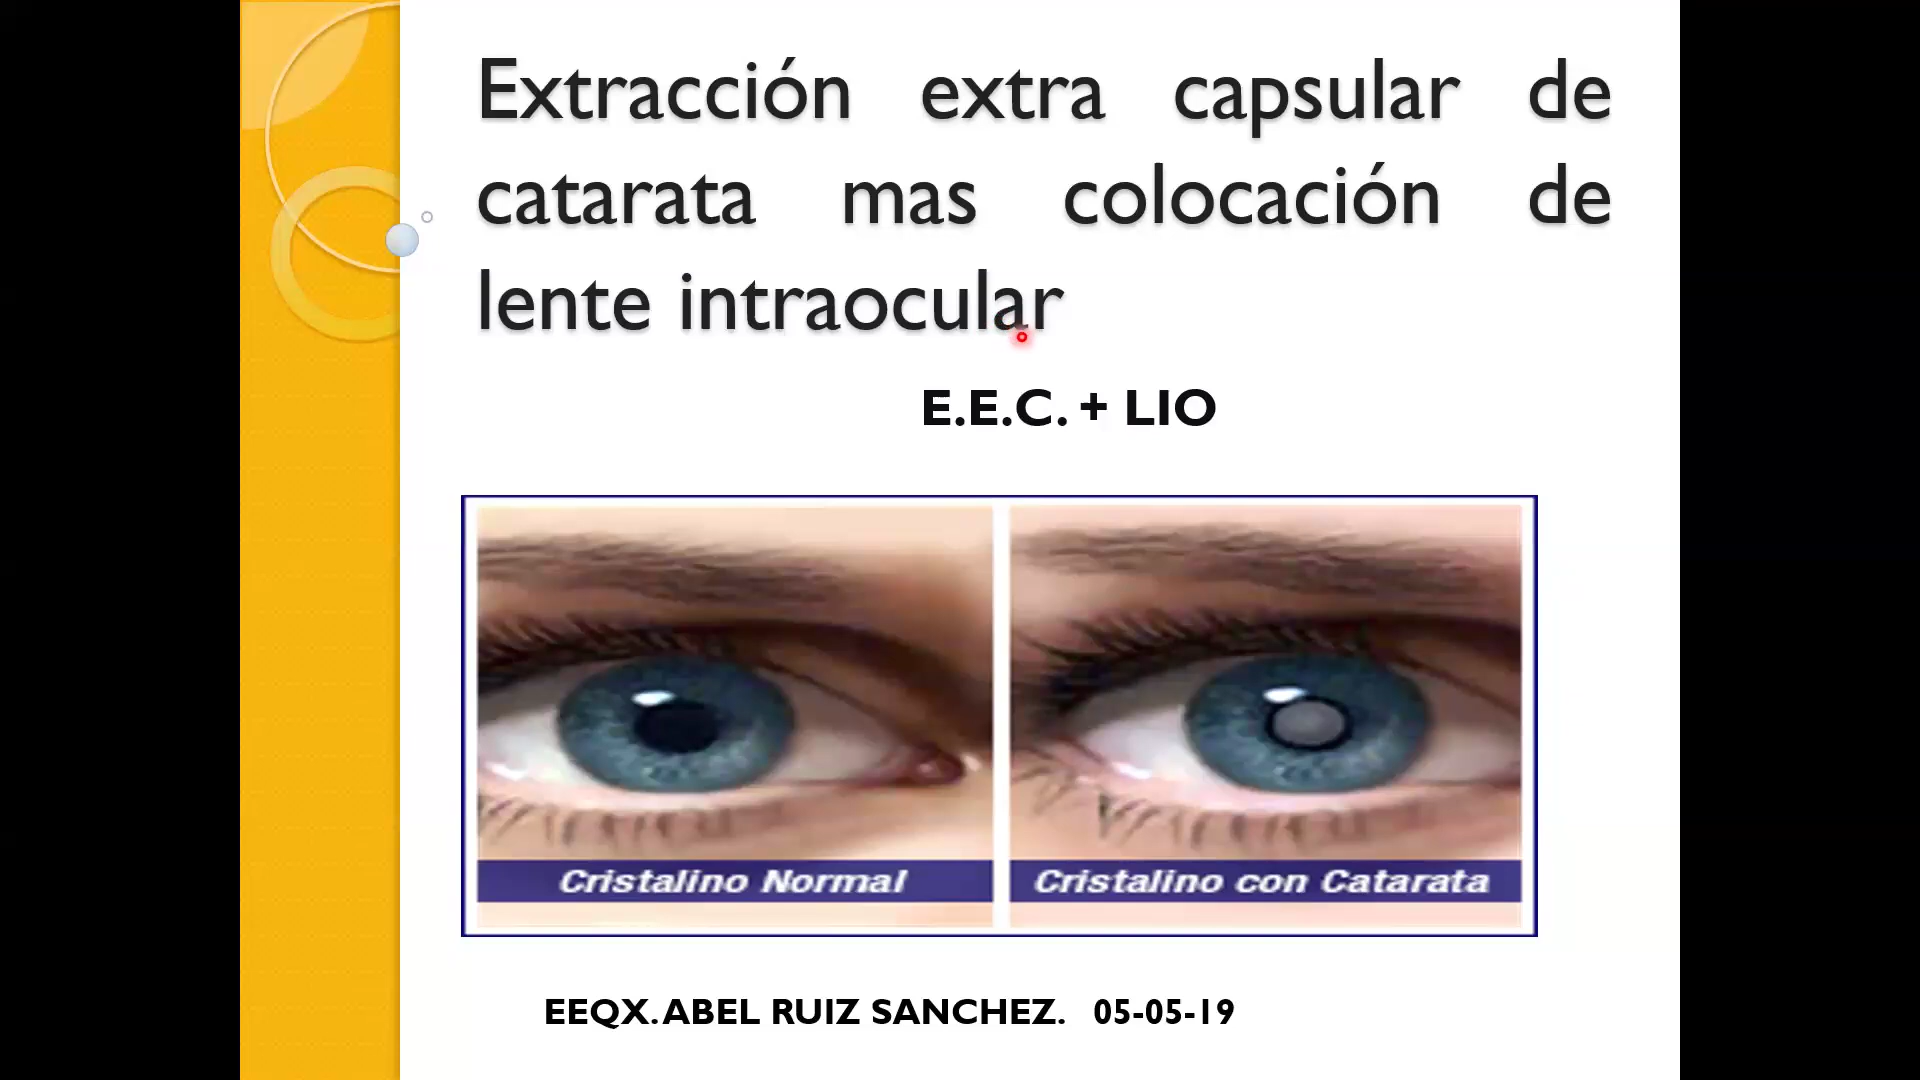 Extracción extra capsular de
catarata mas colocación de
lente intraocular
E.E.C. + LIO
Cristalino Normal
Cristalino con Catarata
EEQX. ABEL RUIZ SANCHEZ. 05-05-19